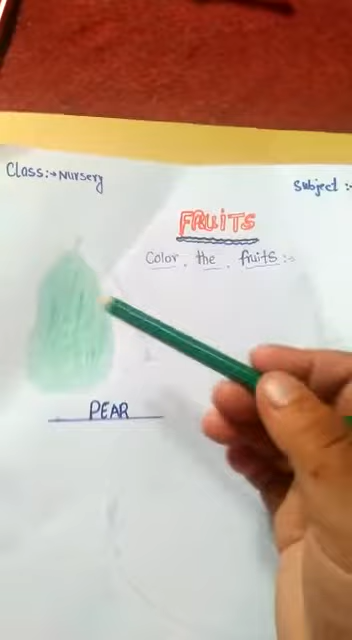 Class:→Nursery
Subject :-
FRUITS
Color the fruits:-
PEAR